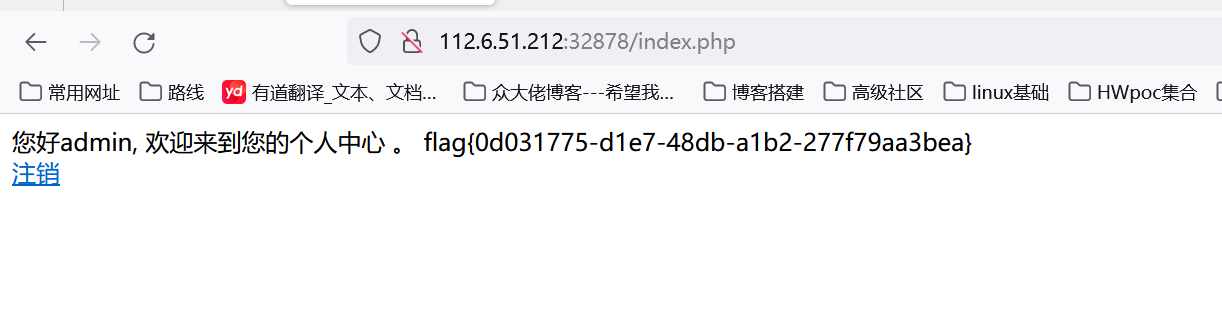 112.6.51.212:32878/index.php
常用网址 路线 yd 有道翻译_文本、文档... 众大佬博客---希望我... 博客搭建 高级社区 linux基础 HWpoc集合
您好admin, 欢迎来到您的个人中心 。 flag{0d031775-d1e7-48db-a1b2-277f79aa3bea}
注销